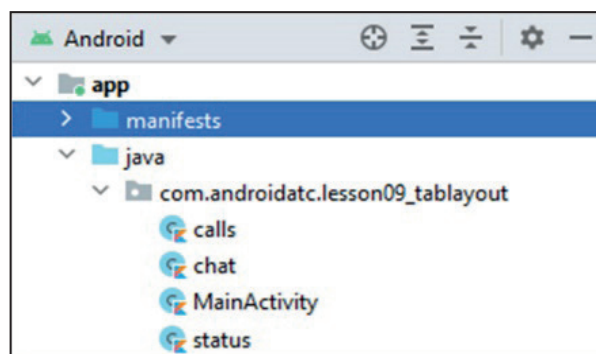 Android
app
manifests
java
com.androidatc.lesson09_tablayout
calls
chat
MainActivity
status